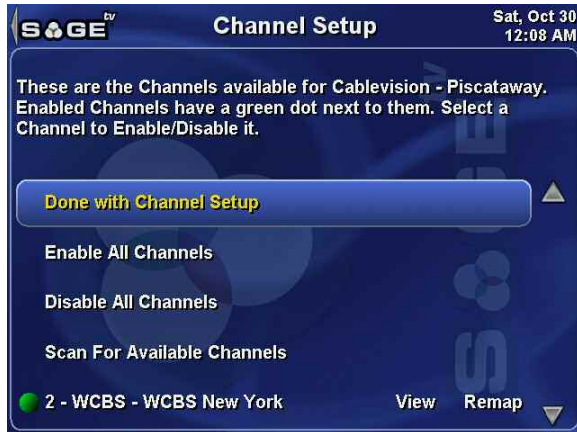 SAGE tv
Channel Setup
Sat, Oct 30
12:08 AM
These are the Channels available for Cablevision - Piscataway.
Enabled Channels have a green dot next to them. Select a
Channel to Enable/Disable it.
Done with Channel Setup
Enable All Channels
Disable All Channels
Scan For Available Channels
2 - WCBS - WCBS New York View Remap
SAGE tv